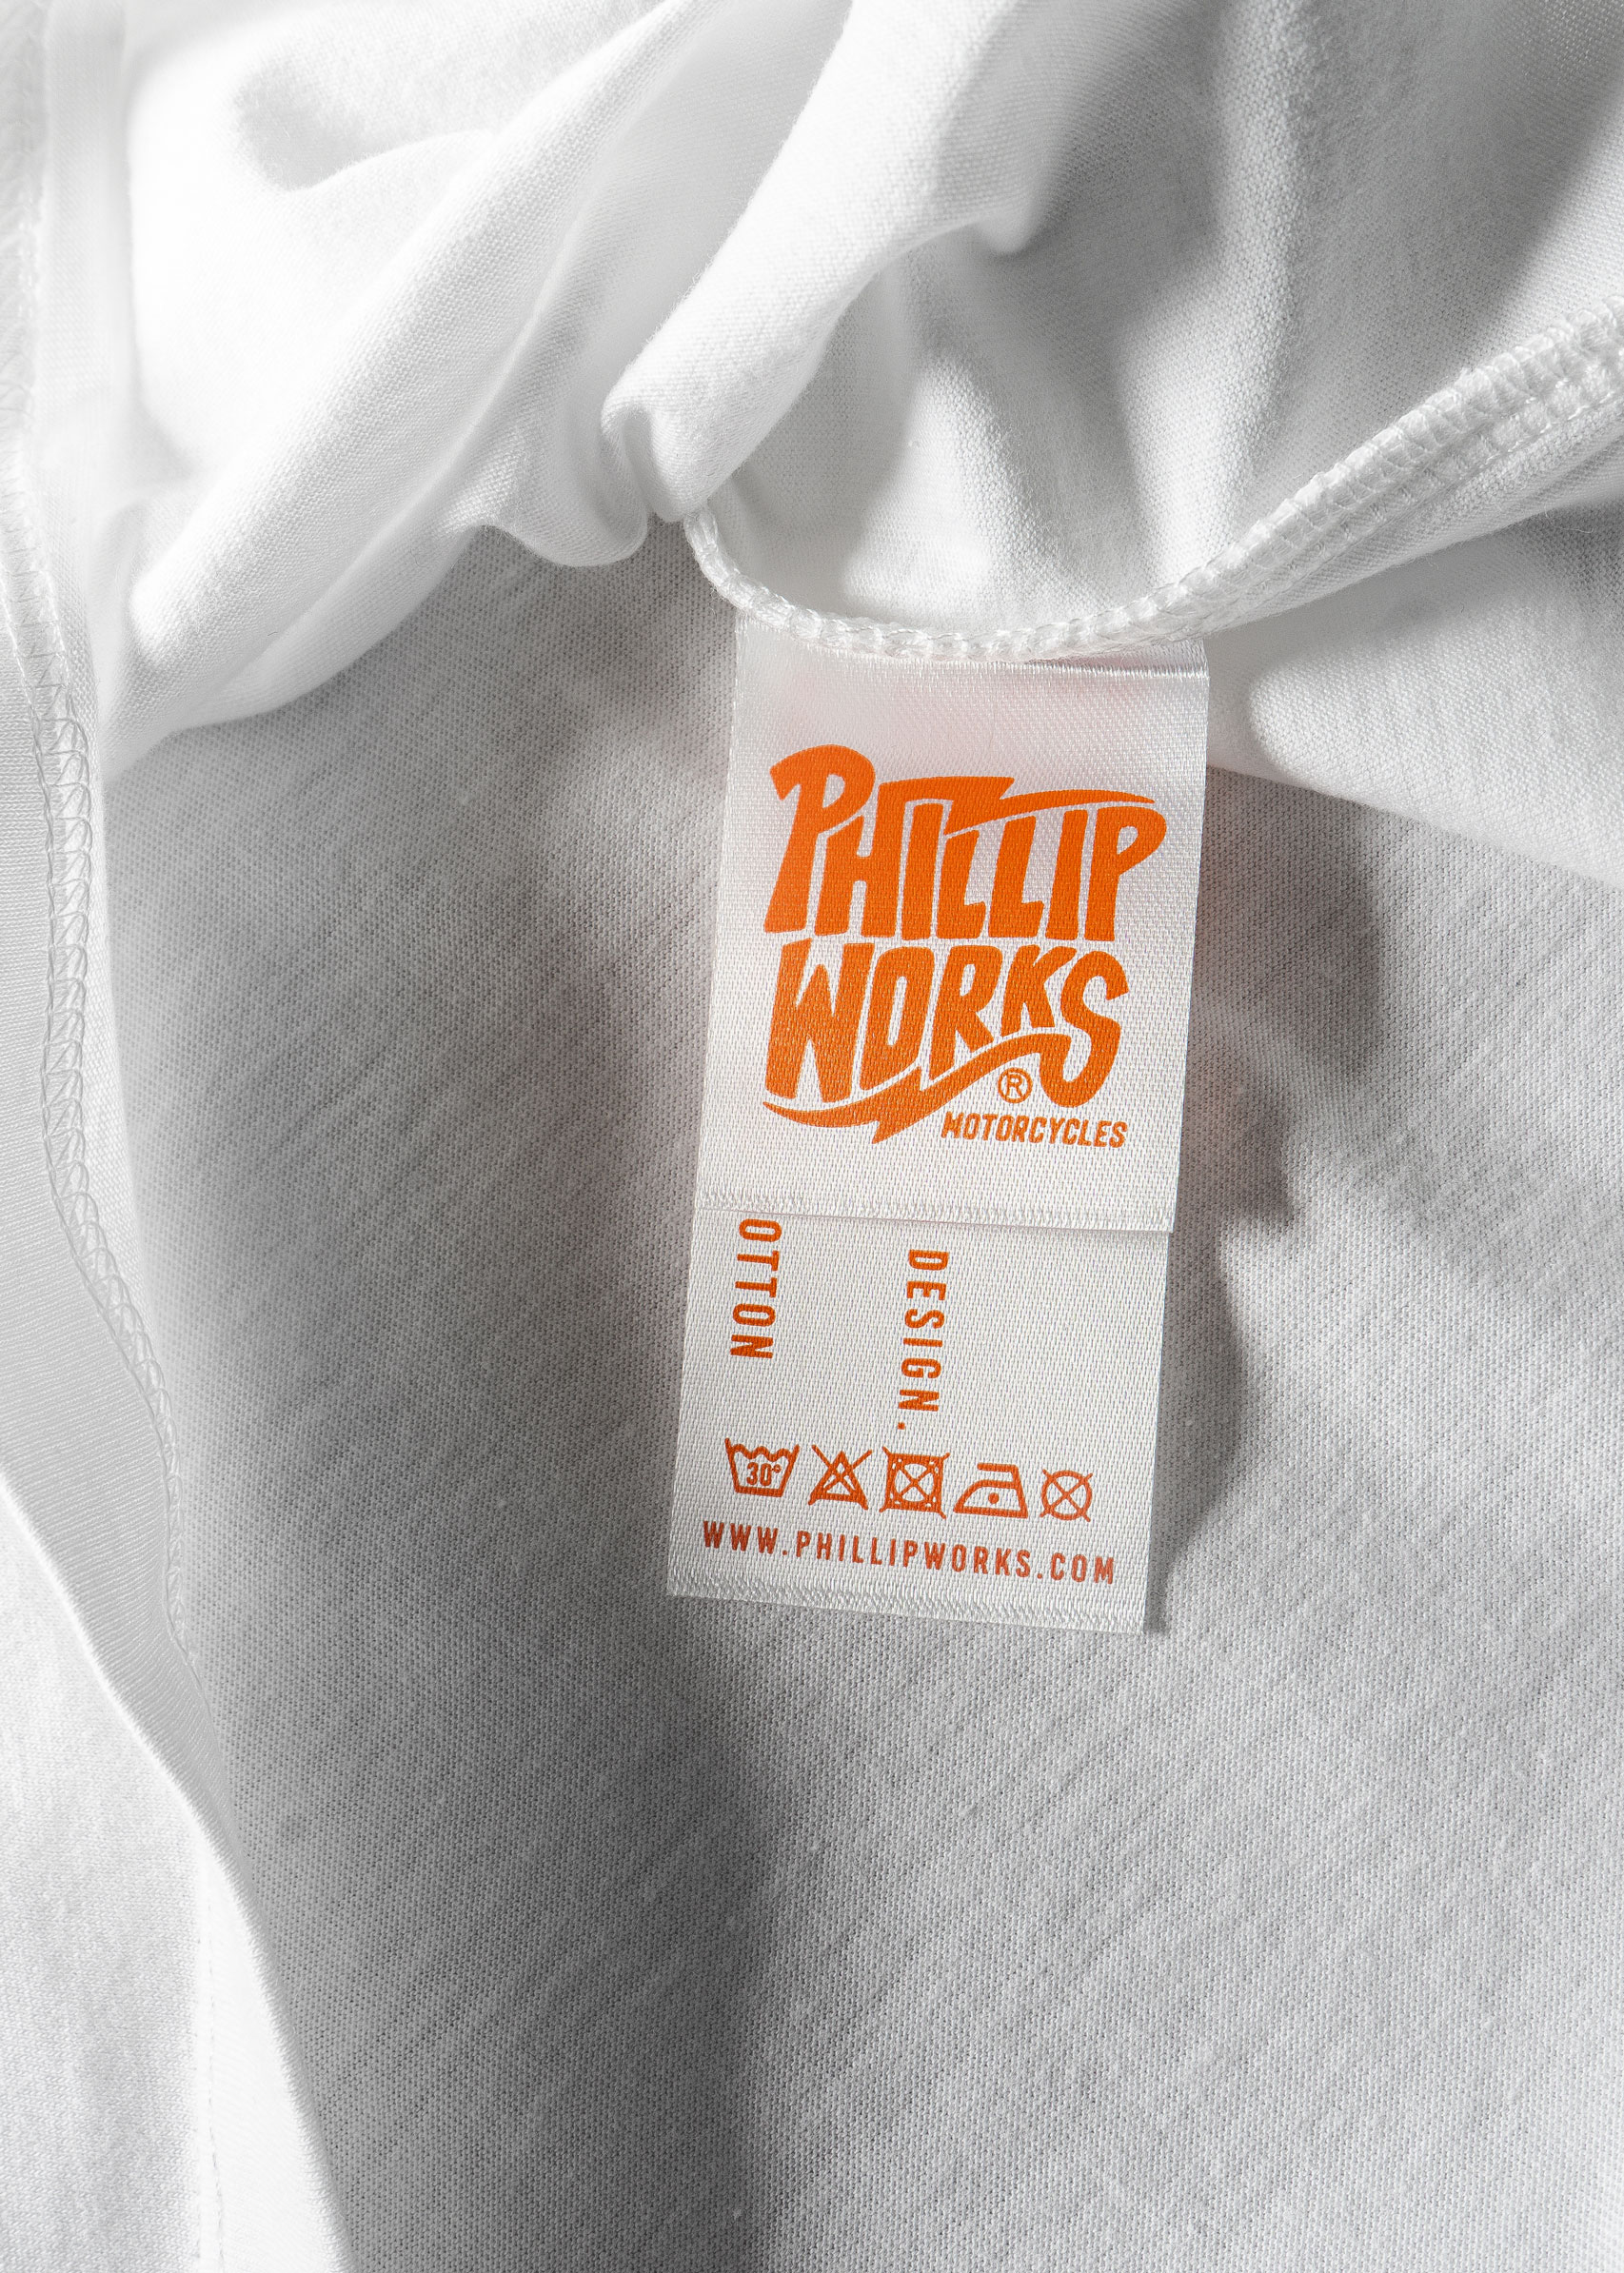 PHILLIP
WORKS
®
MOTORCYCLES
OTTON
DESIGN.
30°
WWW.PHILLIPWORKS.COM